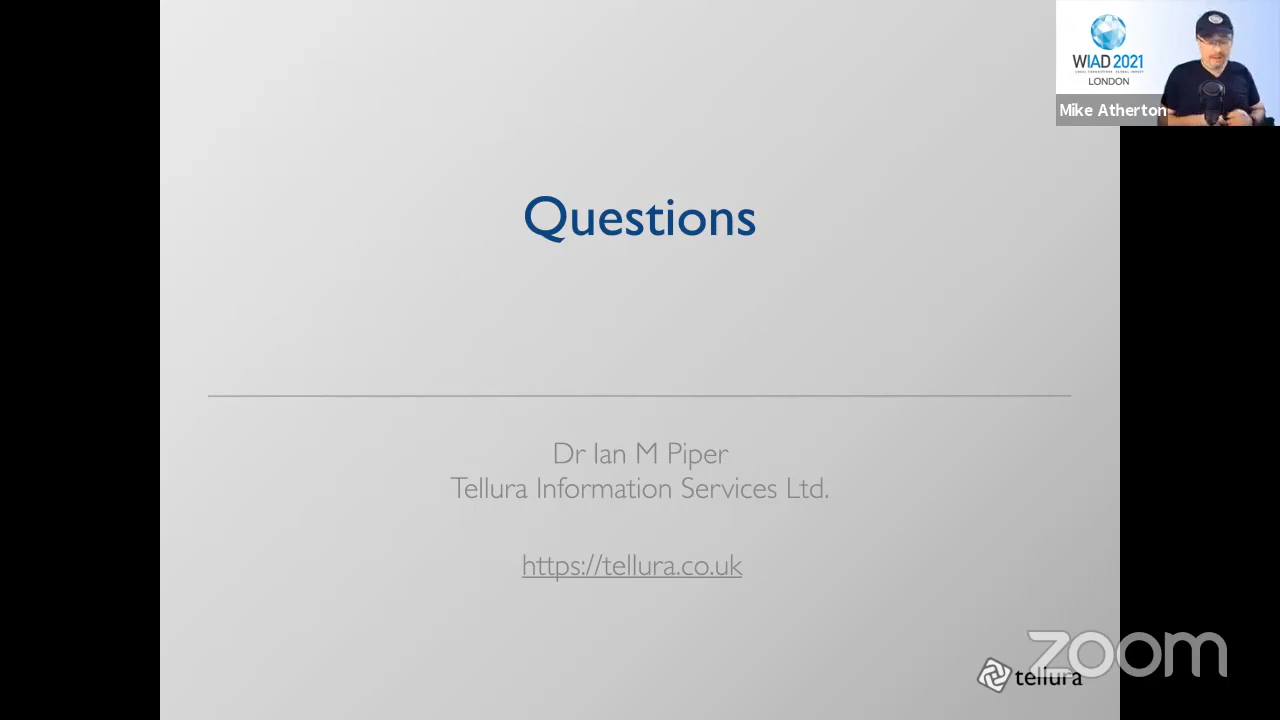 WIAD 2021
LONDON
Mike Atherton
Questions
Dr Ian M Piper
Tellura Information Services Ltd.
https://tellura.co.uk
zoom
tellura